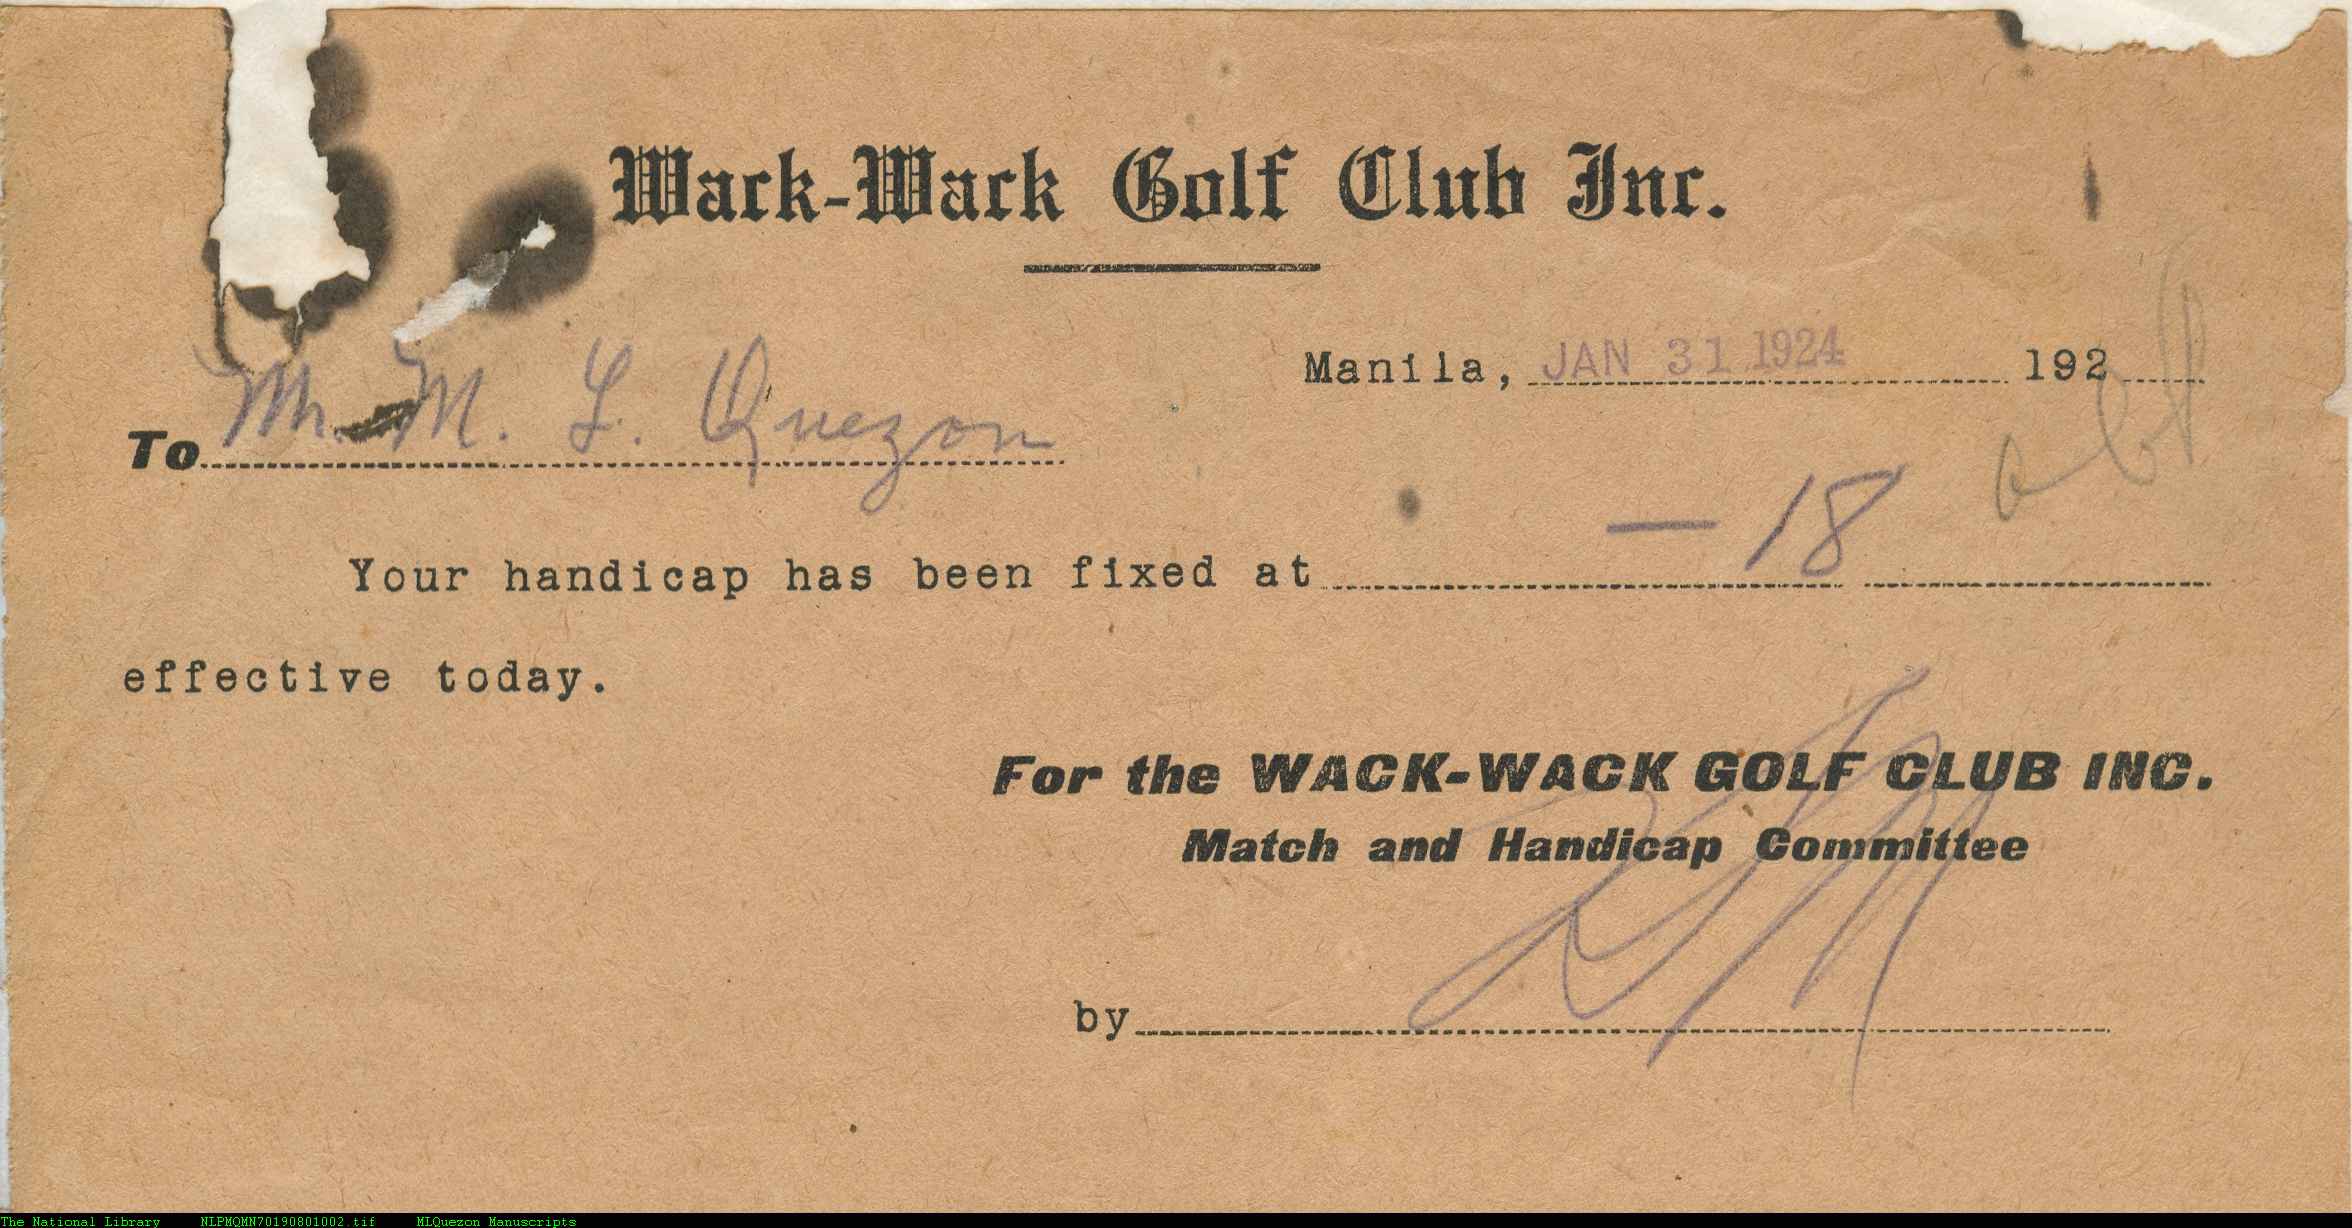 Wack-Wack Golf Club Inc.
Manila, JAN 31 1924 192
To Mr. M. L. Quezon
Your handicap has been fixed at — 18
effective today.
For the WACK-WACK GOLF CLUB INC.
Match and Handicap Committee
by
The National Library NLPMQMN70190801002.tif MLQuezon Manuscripts